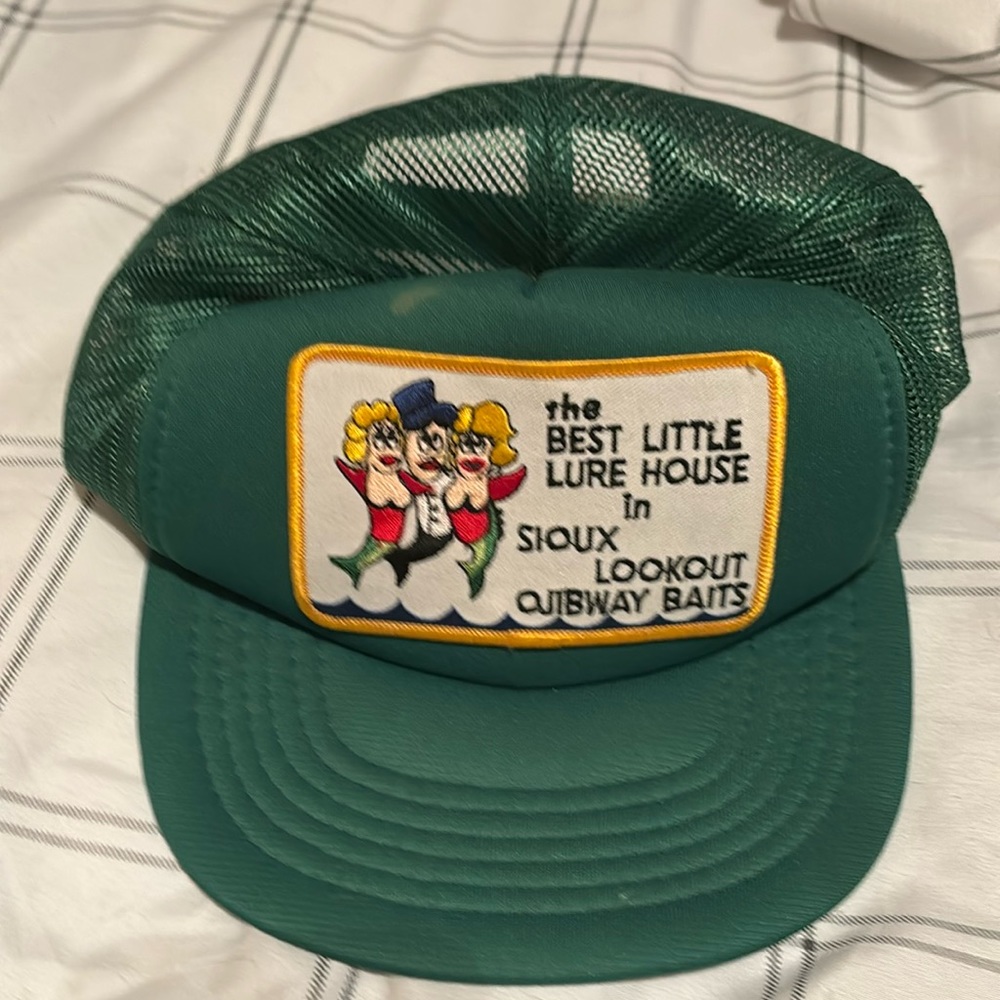 the
BEST LITTLE
LURE HOUSE
in
SIOUX
LOOKOUT
OJIBWAY BAITS